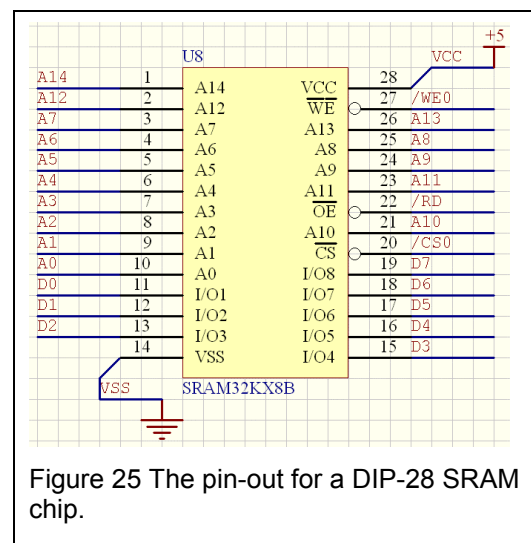 +5
U8
VCC
A14 1 A14 VCC 28
A12 2 A12 WE 27 /WE0
A7 3 A7 A13 26 A13
A6 4 A6 A8 25 A8
A5 5 A5 A9 24 A9
A4 6 A4 A11 23 A11
A3 7 A3 OE 22 /RD
A2 8 A2 A10 21 A10
A1 9 A1 CS 20 /CS0
A0 10 A0 I/O8 19 D7
D0 11 I/O1 I/O7 18 D6
D1 12 I/O2 I/O6 17 D5
D2 13 I/O3 I/O5 16 D4
14 VSS I/O4 15 D3
VSS
SRAM32KX8B
Figure 25 The pin-out for a DIP-28 SRAM
chip.